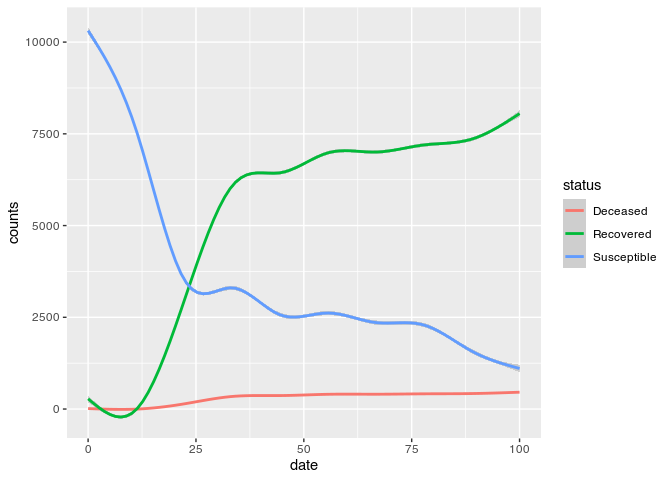 10000
7500
5000
2500
0
counts
0 25 50 75 100
date
status
Deceased
Recovered
Susceptible